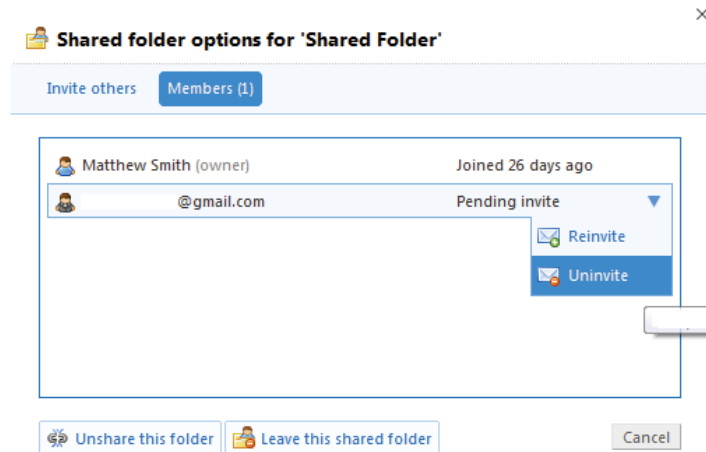 Shared folder options for 'Shared Folder'
Invite others Members (1)
Matthew Smith (owner) Joined 26 days ago
@gmail.com Pending invite
Reinvite
Uninvite
Unshare this folder Leave this shared folder Cancel